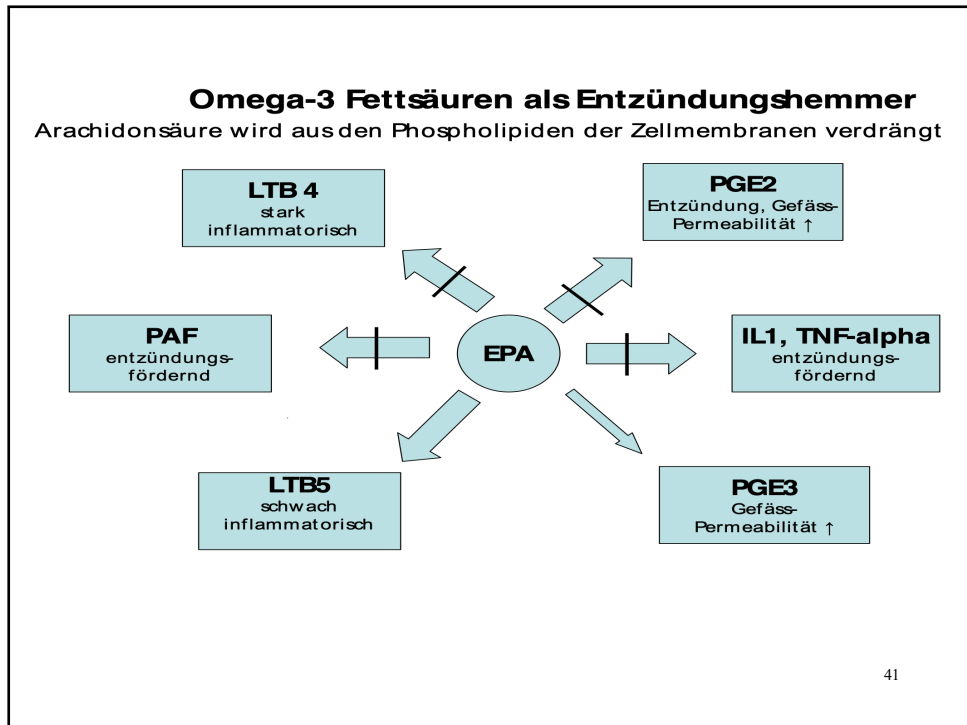 Omega-3 Fettsäuren als Entzündungshemmer
Arachidonsäure wird aus den Phospholipiden der Zellmembranen verdrängt
LTB 4
stark
inflammatorisch
PGE2
Entzündung, Gefäss-
Permeabilität ↑
PAF
entzündungs-
fördernd
EPA
IL1, TNF-alpha
entzündungs-
fördernd
LTB5
schwach
inflammatorisch
PGE3
Gefäss-
Permeabilität ↑
41